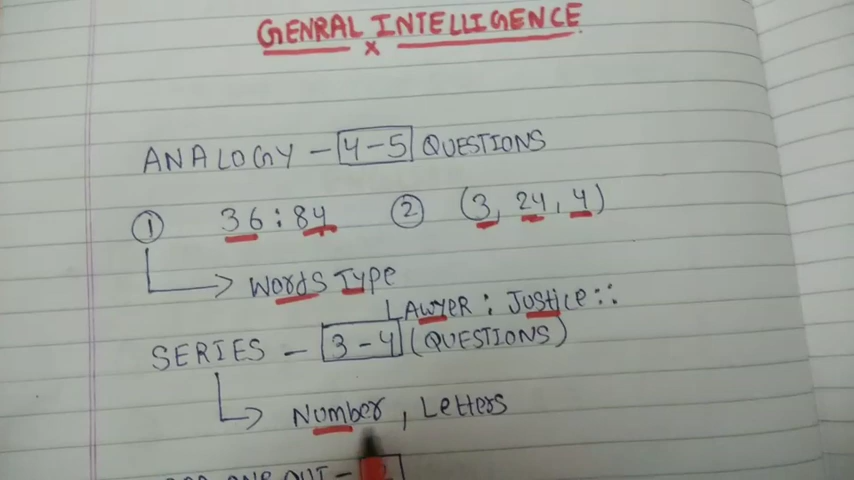 GENRAL INTELLIGENCE
x
ANALOGY - 4-5 QUESTIONS
① 36:84 ② (3, 24, 4)
Words Type
LAWYER : Justice ::
SERIES - 3-4 (QUESTIONS)
Number, Letters
OUT -